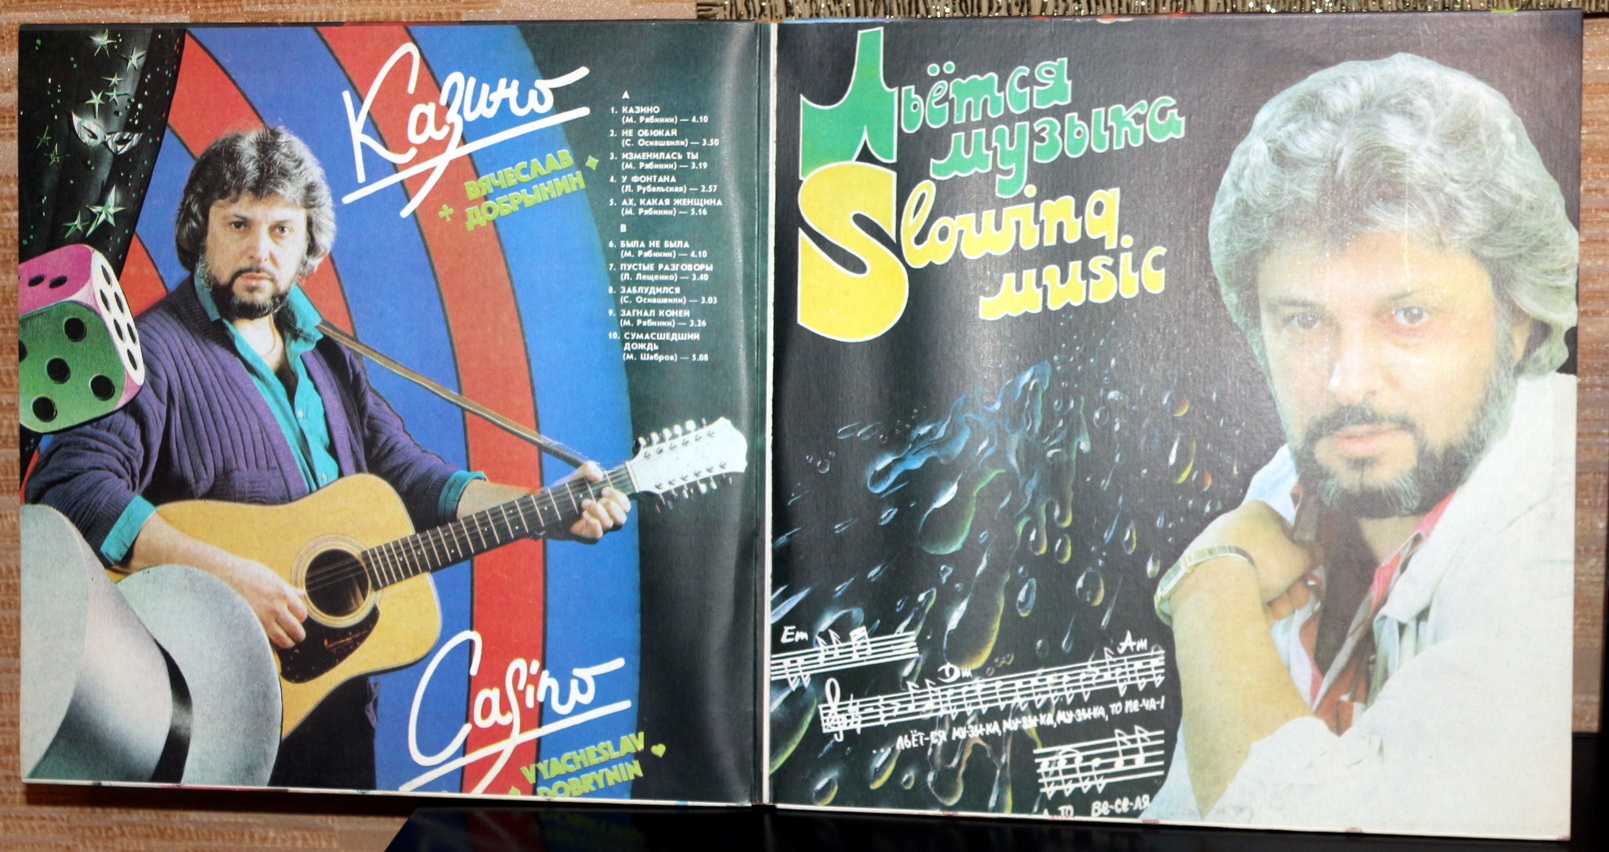 Казино
ВЯЧЕСЛАВ
ДОБРЫНИН
А
1. КАЗИНО
(М. Рябинин) — 4.10
2. НЕ ОБИЖАЙ
(С. Осиашвили) — 3.50
3. ИЗМЕНИЛАСЬ ТЫ
(М. Рябинин) — 3.19
4. У ФОНТАНА
(Л. Рубальская) — 2.57
5. АХ, КАКАЯ ЖЕНЩИНА
(М. Рябинин) — 5.16
В
6. БЫЛА НЕ БЫЛА
(М. Рябинин) — 4.10
7. ПУСТЫЕ РАЗГОВОРЫ
(Л. Лещенко) — 3.40
8. ЗАБЛУДИЛСЯ
(С. Осиашвили) — 3.03
9. ЗАГНАЛ КОНЕЙ
(М. Рябинин) — 3.26
10. СУМАСШЕДШИЙ
ДОЖДЬ
(М. Шабров) — 5.08
Casino
VYACHESLAV
DOBRYNIN
Льётся
музыка
Slowing
music
Em
Dm
Am
... ЛЬЁТ-СЯ МУ-ЗЫ-КА, МУ-ЗЫ-КА, МУ-ЗЫ-КА, ТО ПЕ-ЧА-
ТО ВЕ-СЕ-ЛЯ